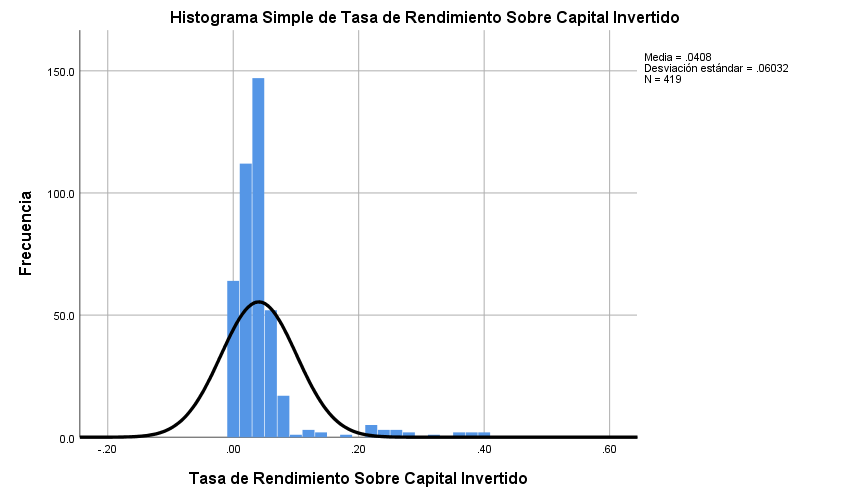 Histograma Simple de Tasa de Rendimiento Sobre Capital Invertido
Media = .0408
Desviación estándar = .06032
N = 419
150.0
100.0
50.0
0.0
Frecuencia
-.20
.00
.20
.40
.60
Tasa de Rendimiento Sobre Capital Invertido